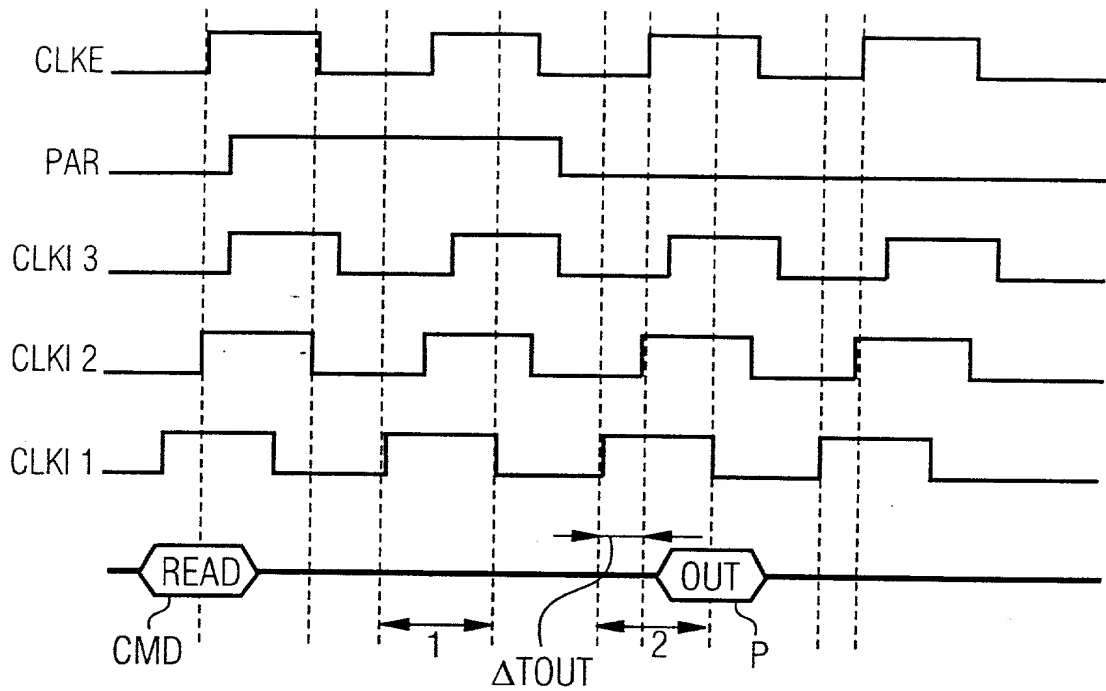 CLKE
PAR
CLKI 3
CLKI 2
CLKI 1
READ
OUT
CMD
1
ΔTOUT
2
P